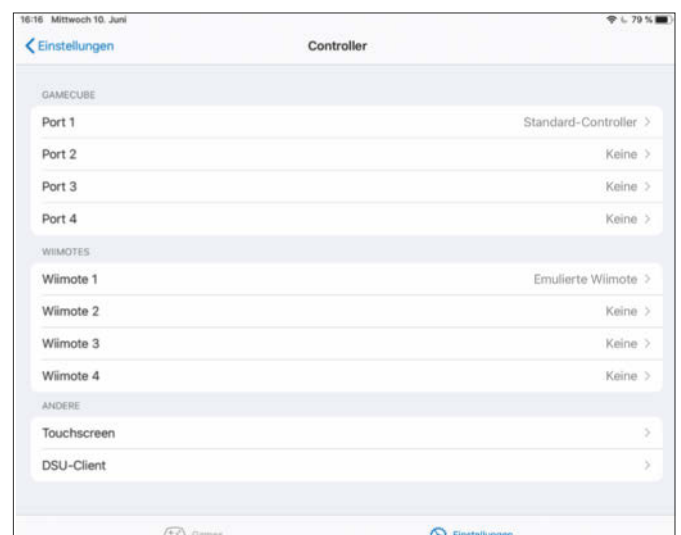 16:16 Mittwoch 10. Juni 79 %
Einstellungen Controller
GAMECUBE
Port 1 Standard-Controller
Port 2 Keine
Port 3 Keine
Port 4 Keine
WIIMOTES
Wiimote 1 Emulierte Wiimote
Wiimote 2 Keine
Wiimote 3 Keine
Wiimote 4 Keine
ANDERE
Touchscreen
DSU-Client
Games Einstellungen